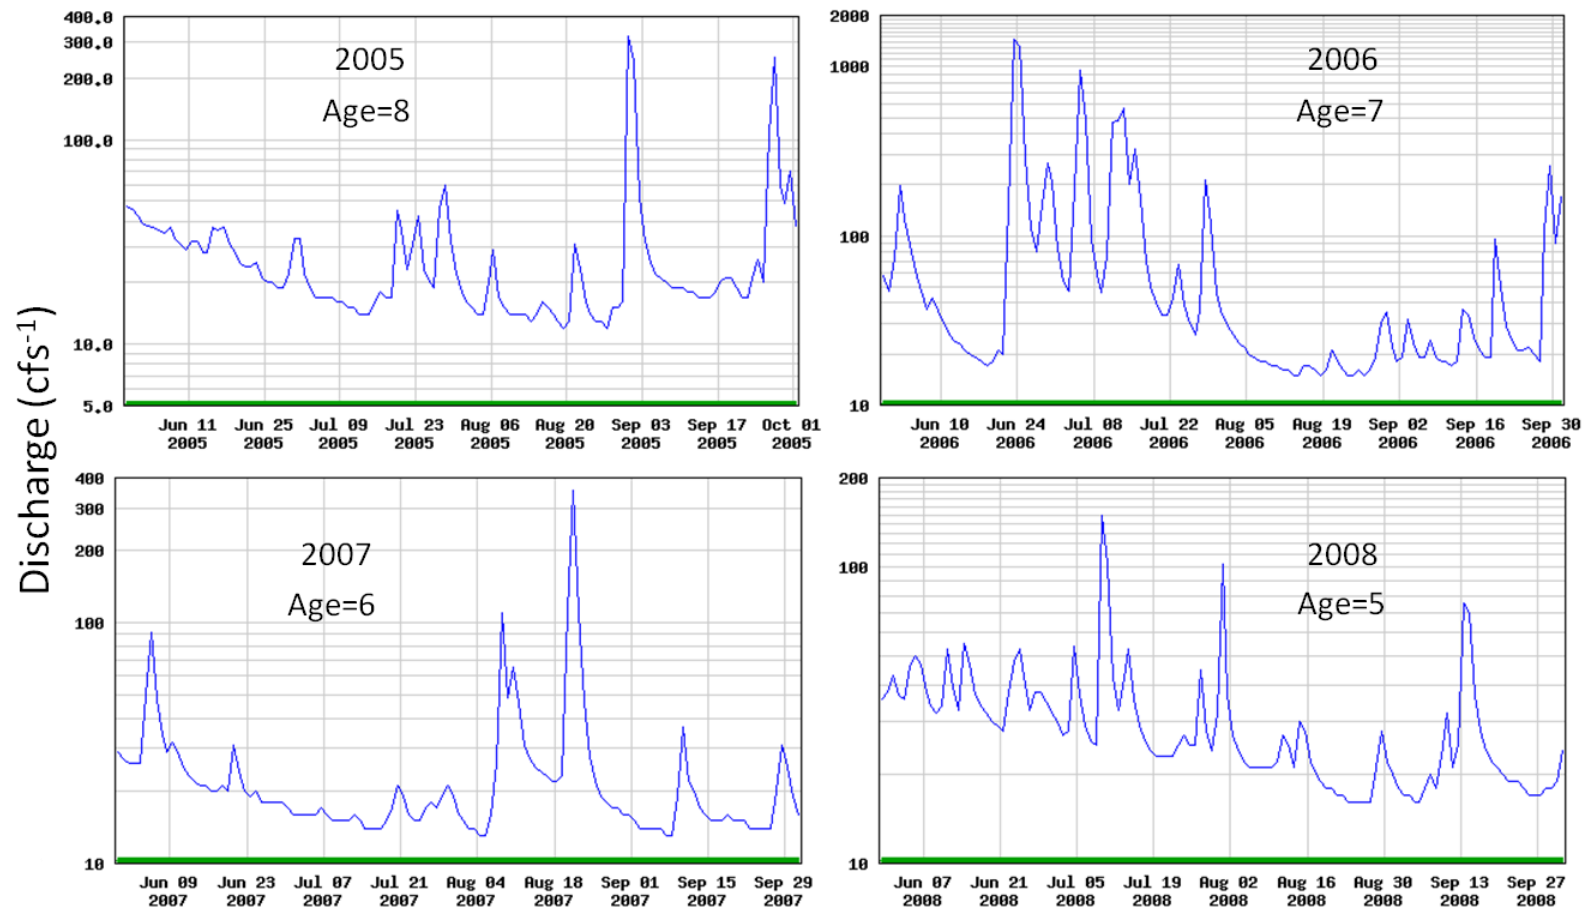 Discharge (cfs-1)
400.0
300.0
200.0
100.0
10.0
5.0
2005
Age=8
Jun 11 Jun 25 Jul 09 Jul 23 Aug 06 Aug 20 Sep 03 Sep 17 Oct 01
2005 2005 2005 2005 2005 2005 2005 2005 2005
2000
1000
100
10
2006
Age=7
Jun 10 Jun 24 Jul 08 Jul 22 Aug 05 Aug 19 Sep 02 Sep 16 Sep 30
2006 2006 2006 2006 2006 2006 2006 2006 2006
400
300
200
100
10
2007
Age=6
Jun 09 Jun 23 Jul 07 Jul 21 Aug 04 Aug 18 Sep 01 Sep 15 Sep 29
2007 2007 2007 2007 2007 2007 2007 2007 2007
200
100
10
2008
Age=5
Jun 07 Jun 21 Jul 05 Jul 19 Aug 02 Aug 16 Aug 30 Sep 13 Sep 27
2008 2008 2008 2008 2008 2008 2008 2008 2008